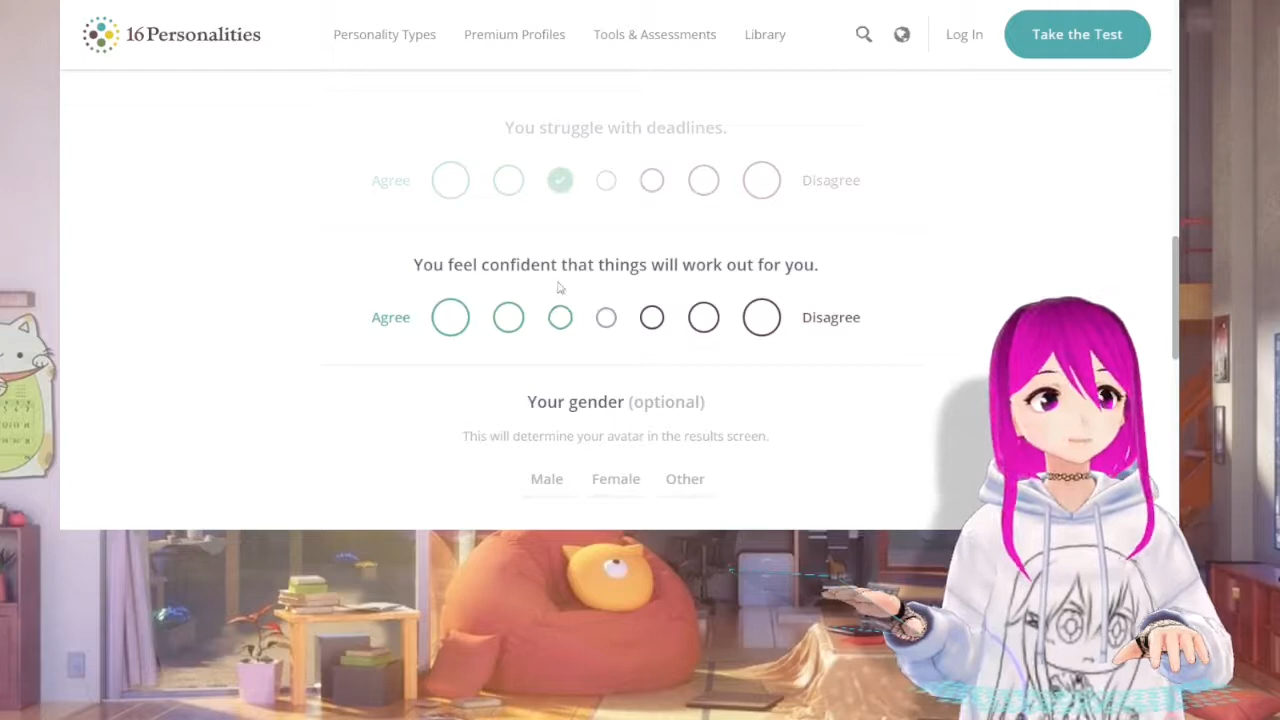 16Personalities
Personality Types
Premium Profiles
Tools & Assessments
Library
Log In
Take the Test
You struggle with deadlines.
Agree
Disagree
You feel confident that things will work out for you.
Agree
Disagree
Your gender (optional)
This will determine your avatar in the results screen.
Male
Female
Other